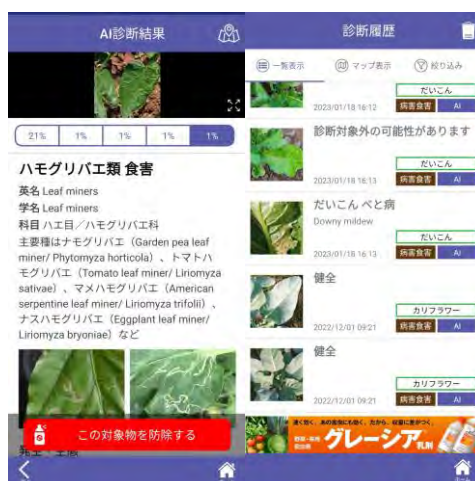 AI診断結果
21%
1%
1%
1%
1%
ハモグリバエ類 食害
英名 Leaf miners
学名 Leaf miners
科目 ハエ目／ハモグリバエ科
主要種はナモグリバエ（Garden pea leaf
miner/ Phytomyza horticola）、トマトハ
モグリバエ（Tomato leaf miner/ Liriomyza
sativae）、マメハモグリバエ（American
serpentine leaf miner/ Liriomyza trifolii）、
ナスハモグリバエ（Eggplant leaf miner/
Liriomyza bryoniae）など
この対象物を防除する
診断履歴
一覧表示
マップ表示
絞り込み
だいこん
2023/01/18 16:12
病害食害
AI
診断対象外の可能性があります
だいこん
2023/01/18 16:13
病害食害
AI
だいこん べと病
Downy mildew
だいこん
2023/01/18 16:13
病害食害
AI
健全
カリフラワー
2022/12/01 09:21
病害食害
AI
健全
カリフラワー
2022/12/01 09:21
病害食害
AI
グレーシア乳剤
ホーム